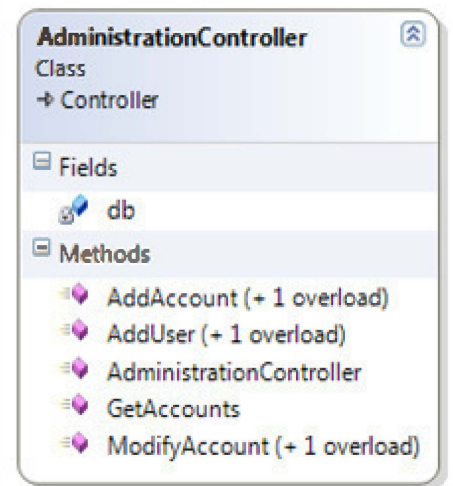 AdministrationController
Class
Controller
Fields
db
Methods
AddAccount (+ 1 overload)
AddUser (+ 1 overload)
AdministrationController
GetAccounts
ModifyAccount (+ 1 overload)